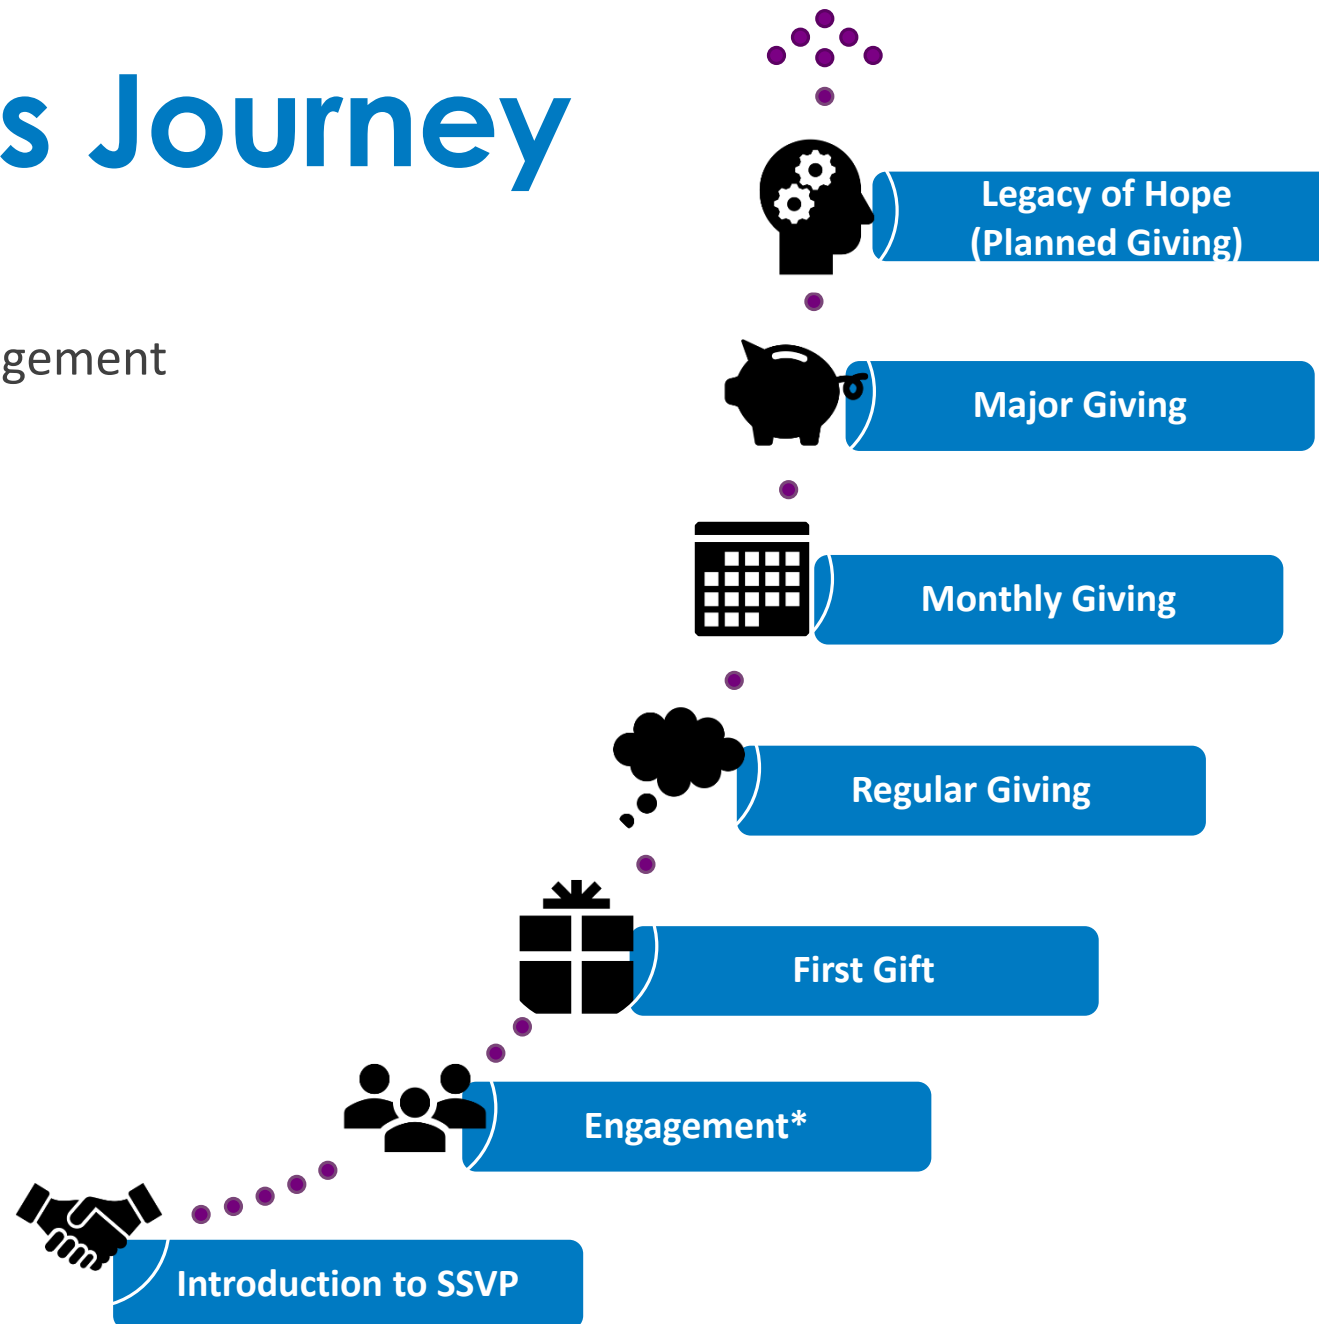 s Journey
gement
Legacy of Hope
(Planned Giving)
Major Giving
Monthly Giving
Regular Giving
First Gift
Engagement*
Introduction to SSVP